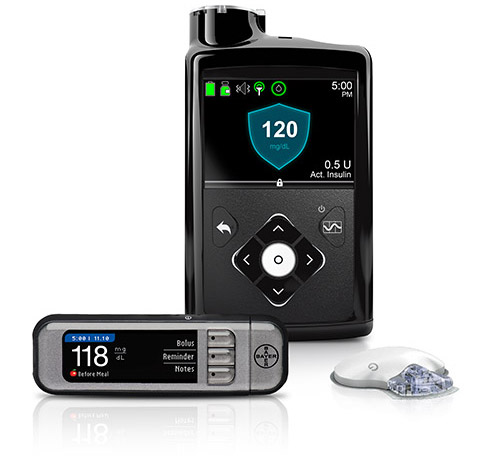 5:00
PM
120
mg/dL
0.5 U
Act. Insulin
5:00 | 11.10
118 mg
dL
Before Meal
Bolus
Reminder
Notes
BAYER